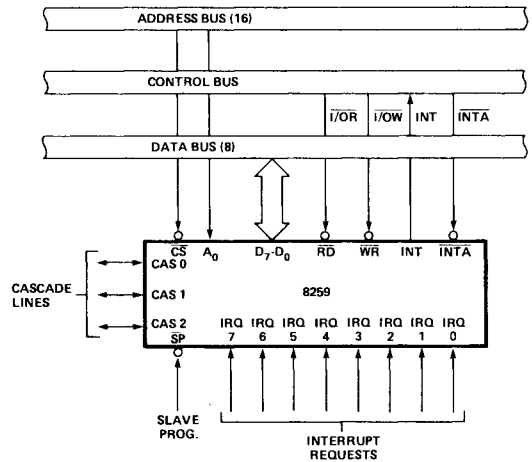 ADDRESS BUS (16)
CONTROL BUS
I/OR I/OW INT INTA
DATA BUS (8)
CS A0 D7-D0 RD WR INT INTA
CAS 0
8259
CASCADE
LINES
CAS 1
CAS 2
IRQ IRQ IRQ IRQ IRQ IRQ IRQ IRQ
SP 7 6 5 4 3 2 1 0
SLAVE
PROG.
INTERRUPT
REQUESTS